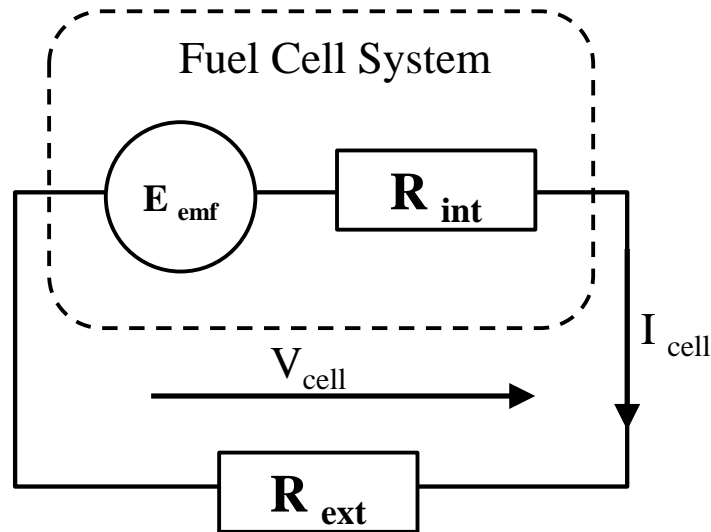 Fuel Cell System
E emf
R int
I cell
V cell
R ext